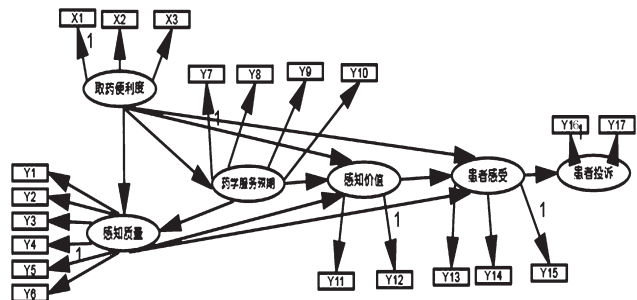 X1
X2
X3
1
取药便利度
Y7
Y8
Y9
Y10
1
Y16
1
Y17
Y1
Y2
Y3
Y4
Y5
Y6
1
感知质量
药学服务预期
感知价值
患者感受
患者投诉
1
1
Y11
Y12
Y13
Y14
Y15